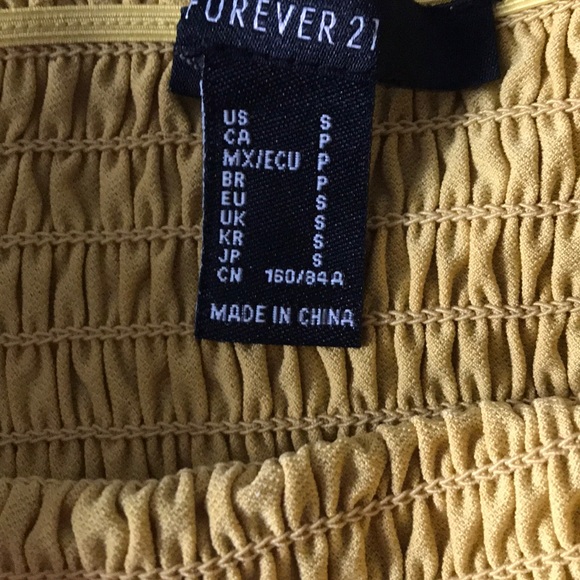 FOREVER 21
US S
CA P
MX/ECU P
BR P
EU S
UK S
KR S
JP S
CN 160/84A
MADE IN CHINA